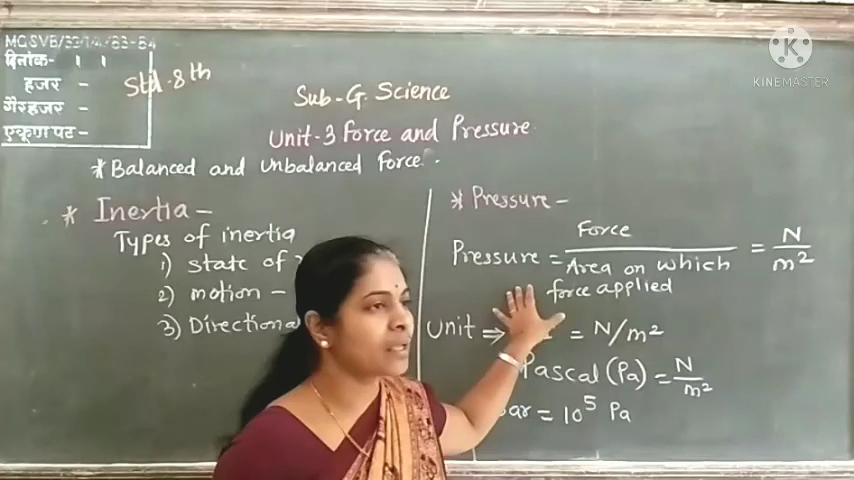 MGSVB/33/1A/83-84
दिनांक-
हजर -
गैरहजर -
एकूण पट -
Std-8th
Sub-G. Science
Unit-3 Force and Pressure
* Balanced and unbalanced Force
* Inertia -
Types of inertia
1) state of
2) motion -
3) Directional
* Pressure -
Pressure = Force / Area on which force applied = N/m²
Unit ⇒ = N/m²
Pascal (Pa) = N/m²
bar = 10⁵ Pa
KINEMASTER